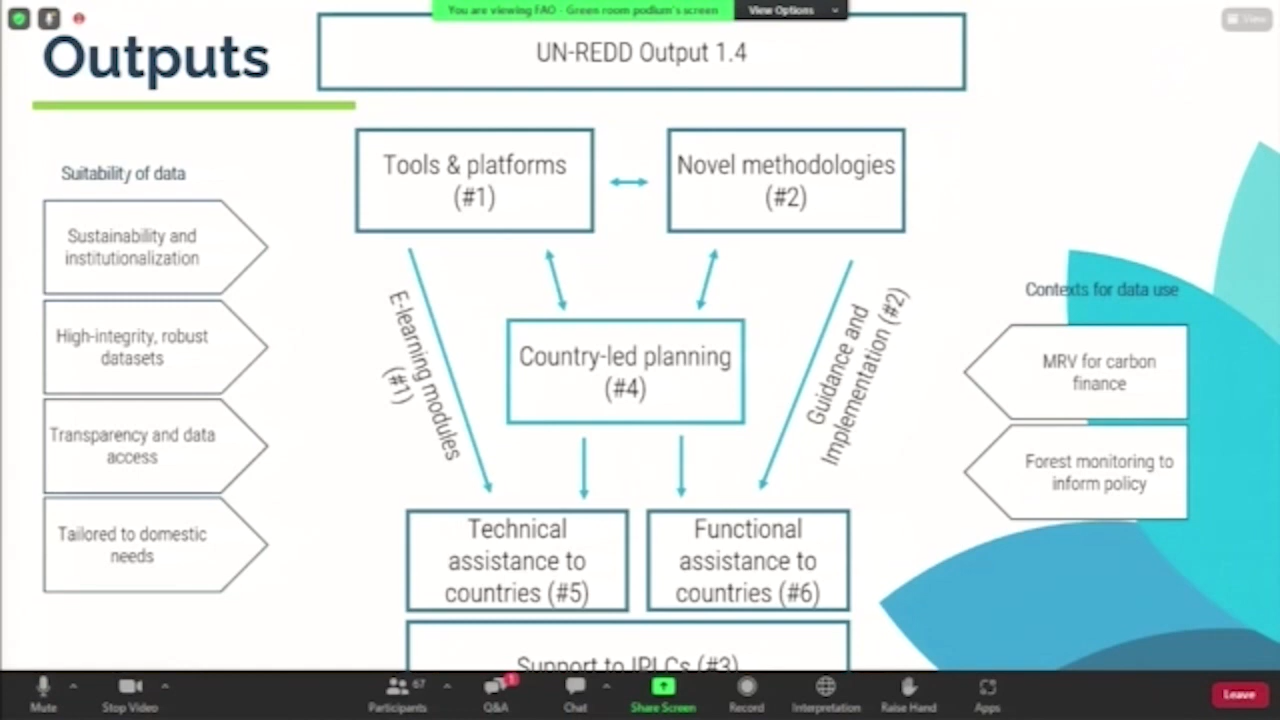 You are viewing FAO - Green room podium's screen
View Options
View
Outputs
UN-REDD Output 1.4
Suitability of data
Sustainability and
institutionalization
High-integrity, robust
datasets
Transparency and data
access
Tailored to domestic
needs
Tools & platforms
(#1)
Novel methodologies
(#2)
E-learning modules
(#1)
Country-led planning
(#4)
Guidance and
Implementation (#2)
Technical
assistance to
countries (#5)
Functional
assistance to
countries (#6)
Support to IPLCs (#3)
Contexts for data use
MRV for carbon
finance
Forest monitoring to
inform policy
Mute
Stop Video
67
Participants
1
Q&A
Chat
Share Screen
Record
Interpretation
Raise Hand
Apps
Leave